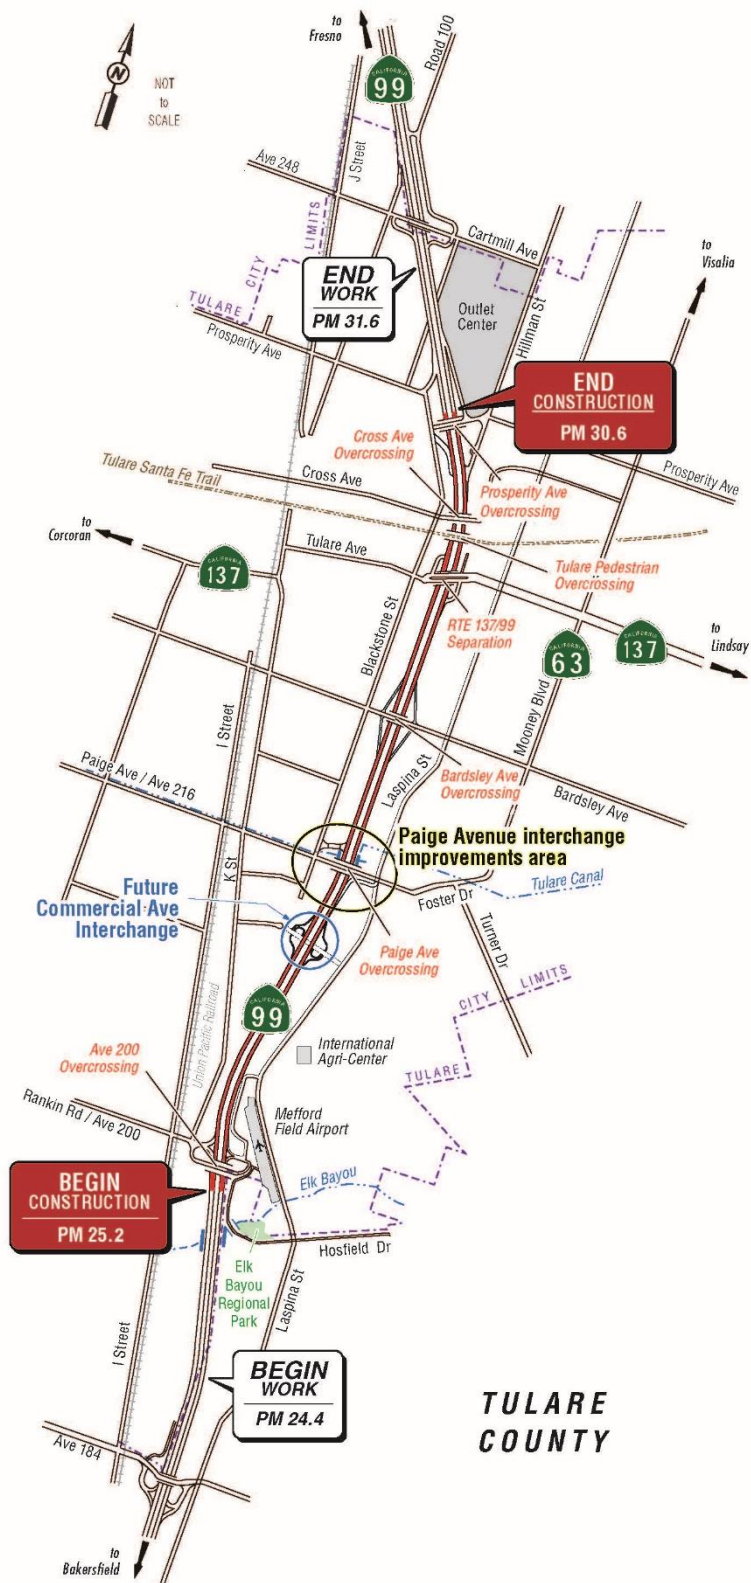 to
Fresno
Road 100
CALIFORNIA
99
N
NOT
to
SCALE
Ave 248
J Street
TULARE CITY LIMITS
Cartmill Ave
to
Visalia
END
WORK
PM 31.6
Outlet
Center
Hillman St
Prosperity Ave
END
CONSTRUCTION
PM 30.6
Cross Ave
Overcrossing
Tulare Santa Fe Trail
Cross Ave
Prosperity Ave
Overcrossing
Prosperity Ave
to
Corcoran
CALIFORNIA
137
Tulare Ave
Tulare Pedestrian
Overcrossing
Blackstone St
RTE 137/99
Separation
CALIFORNIA
63
CALIFORNIA
137
to
Lindsay
Mooney Blvd
I Street
Laspina St
Paige Ave / Ave 216
Bardsley Ave
Overcrossing
Bardsley Ave
Paige Avenue interchange
improvements area
K St
Future
Commercial Ave
Interchange
Tulare Canal
Foster Dr
Turner Dr
Paige Ave
Overcrossing
CALIFORNIA
99
Union Pacific Railroad
TULARE CITY LIMITS
International
Agri-Center
Ave 200
Overcrossing
Rankin Rd / Ave 200
Mefford
Field Airport
BEGIN
CONSTRUCTION
PM 25.2
Elk Bayou
Hosfield Dr
Elk
Bayou
Regional
Park
Laspina St
I Street
BEGIN
WORK
PM 24.4
TULARE
COUNTY
Ave 184
to
Bakersfield